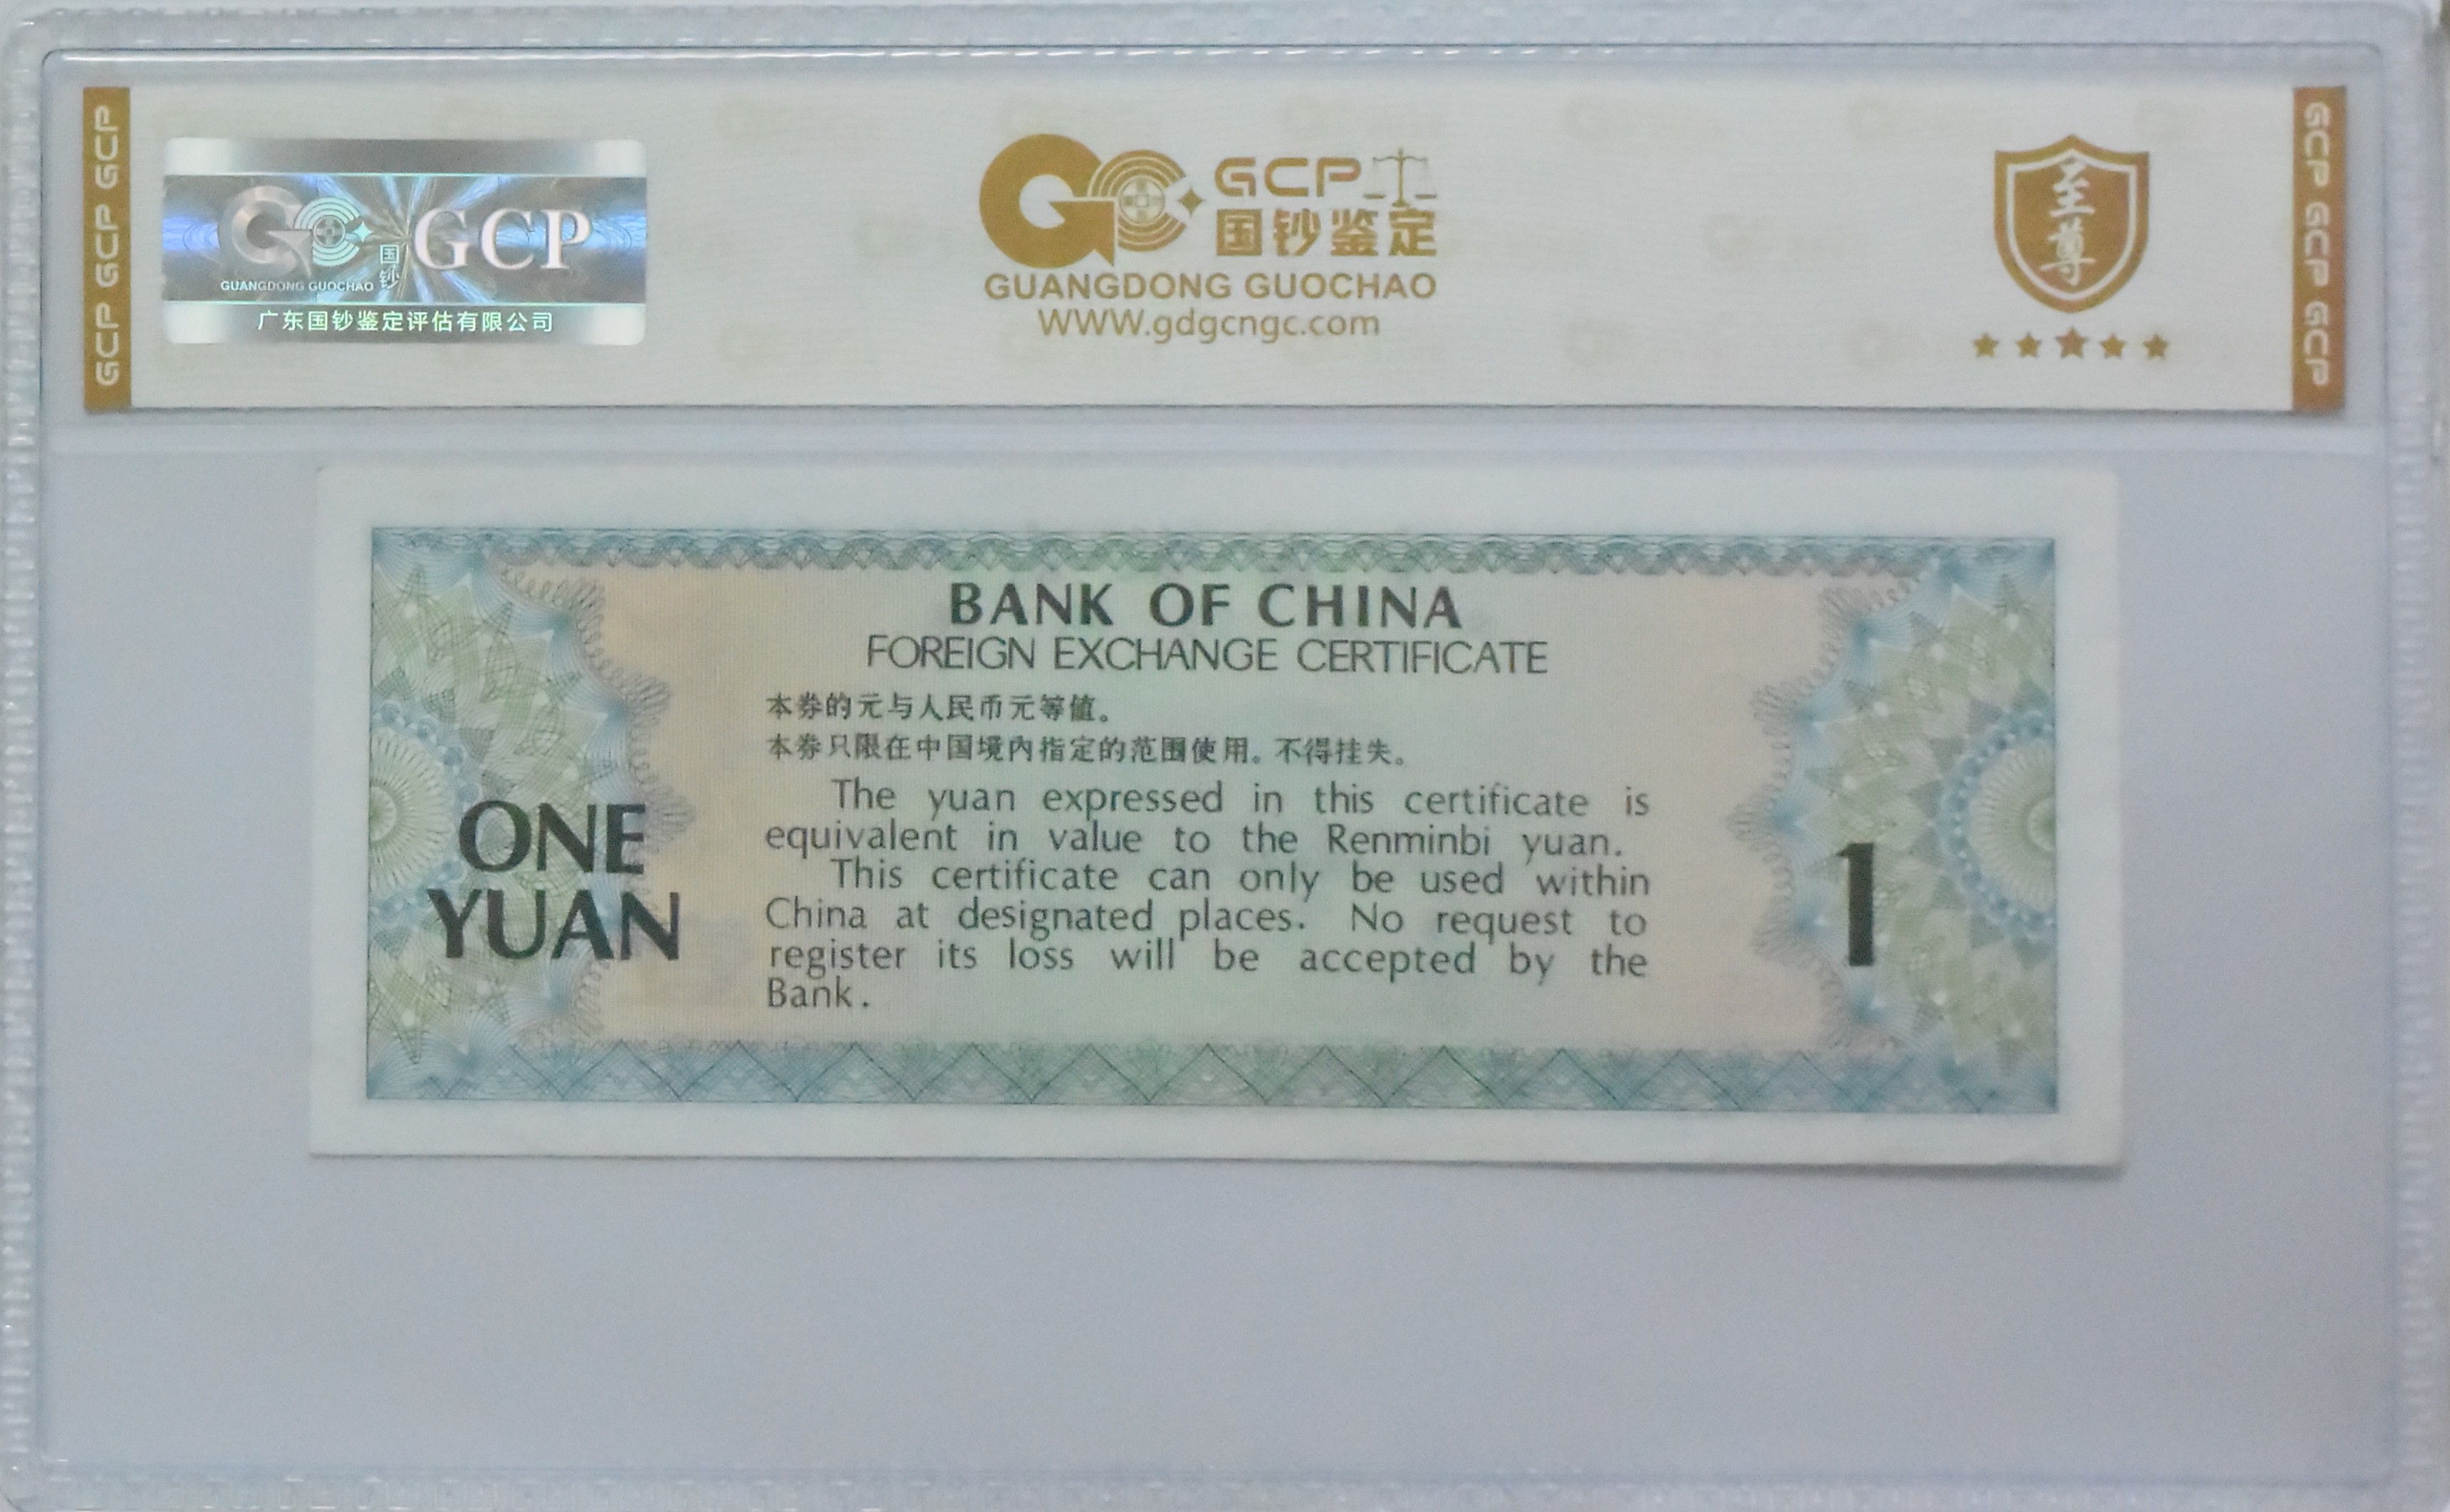 GCP GCP GCP
GC 国钞 GCP
GUANGDONG GUOCHAO
广东国钞鉴定评估有限公司
GCP
国钞鉴定
GUANGDONG GUOCHAO
WWW.gdgcngc.com
至尊
GCP GCP GCP
BANK OF CHINA
FOREIGN EXCHANGE CERTIFICATE
本券的元与人民币元等值。
本券只限在中国境内指定的范围使用。不得挂失。
The yuan expressed in this certificate is
equivalent in value to the Renminbi yuan.
This certificate can only be used within
China at designated places. No request to
register its loss will be accepted by the
Bank.
ONE
YUAN
1